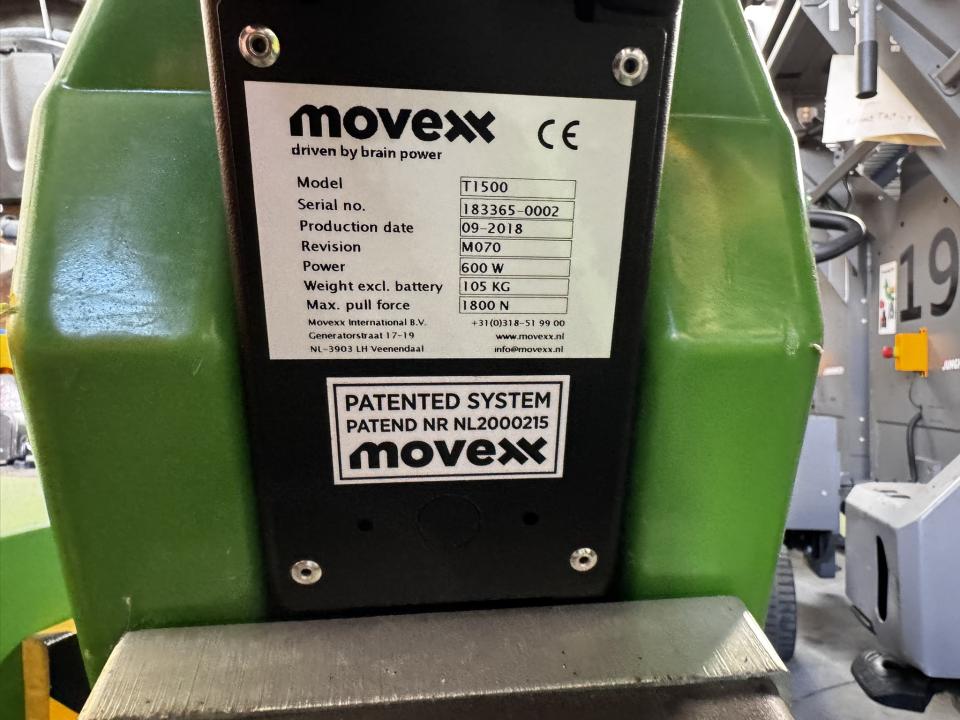 movexx
CE
driven by brain power
Model T1500
Serial no. 183365-0002
Production date 09-2018
Revision M070
Power 600 W
Weight excl. battery 105 KG
Max. pull force 1800 N
Movexx International B.V. +31(0)318-51 99 00
Generatorstraat 17-19 www.movexx.nl
NL-3903 LH Veenendaal info@movexx.nl
PATENTED SYSTEM
PATEND NR NL2000215
movexx
19